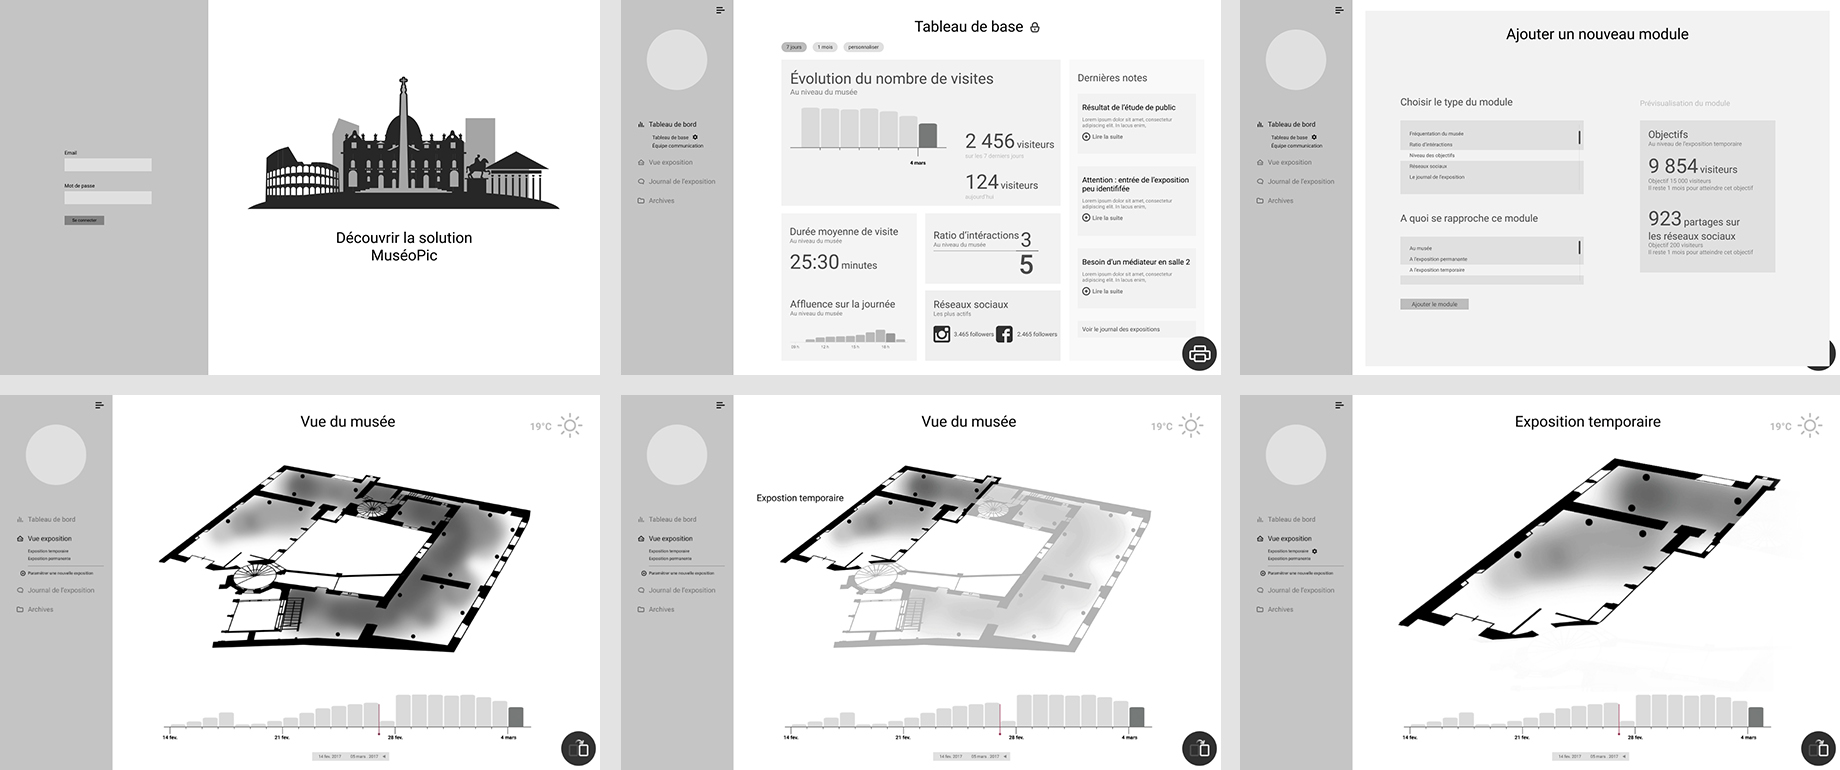 Email
Mot de passe
Se connecter
Découvrir la solution
MuséoPic
Tableau de bord
Tableau de base
Équipe communication
Vue exposition
Journal de l'exposition
Archives
Tableau de base
7 jours
1 mois
personnaliser
Évolution du nombre de visites
Au niveau du musée
4 mars
2 456 visiteurs
sur les 7 derniers jours
124 visiteurs
aujourd'hui
Durée moyenne de visite
Au niveau du musée
25:30 minutes
Affluence sur la journée
Au niveau du musée
09 h
12 h
15 h
18 h
Ratio d'intéractions
Au niveau du musée
3
5
Réseaux sociaux
Les plus actifs
3.465 followers
2.465 followers
Dernières notes
Résultat de l'étude de public
Lorem ipsum dolor sit amet, consectetur
adipiscing elit. In lacus enim,
Lire la suite
Attention : entrée de l'exposition
peu identififée
Lorem ipsum dolor sit amet, consectetur
adipiscing elit. In lacus enim,
Lire la suite
Besoin d'un médiateur en salle 2
Lorem ipsum dolor sit amet, consectetur
adipiscing elit. In lacus enim,
Lire la suite
Voir le journal des expositions
Tableau de bord
Tableau de base
Équipe communication
Vue exposition
Journal de l'exposition
Archives
Ajouter un nouveau module
Choisir le type du module
Fréquentation du musée
Ratio d'intéractions
Niveau des objectifs
Réseaux sociaux
Le journal de l'exposition
A quoi se rapproche ce module
Au musée
A l'exposition permanante
A l'exposition temporaire
Ajouter le module
Prévisualisation du module
Objectifs
Au niveau de l'exposition temporaire
9 854 visiteurs
Objectif 15 000 visiteurs
Il reste 1 mois pour atteindre cet objectif
923 partages sur
les réseaux sociaux
Objectif 200 visiteurs
Il reste 1 mois pour atteindre cet objectif
Tableau de bord
Vue exposition
Exposition temporaire
Exposition permanente
Paramétrer une nouvelle exposition
Journal de l'exposition
Archives
Vue du musée
19°C
14 fev.
21 fev.
28 fev.
4 mars
14 fev. 2017
05 mars . 2017
Tableau de bord
Vue exposition
Exposition temporaire
Exposition permanente
Paramétrer une nouvelle exposition
Journal de l'exposition
Archives
Vue du musée
19°C
Expostion temporaire
14 fev.
21 fev.
28 fev.
4 mars
14 fev. 2017
05 mars . 2017
Tableau de bord
Vue exposition
Exposition temporaire
Exposition permanente
Paramétrer une nouvelle exposition
Journal de l'exposition
Archives
Exposition temporaire
19°C
14 fev.
21 fev.
28 fev.
4 mars
14 fev. 2017
05 mars . 2017